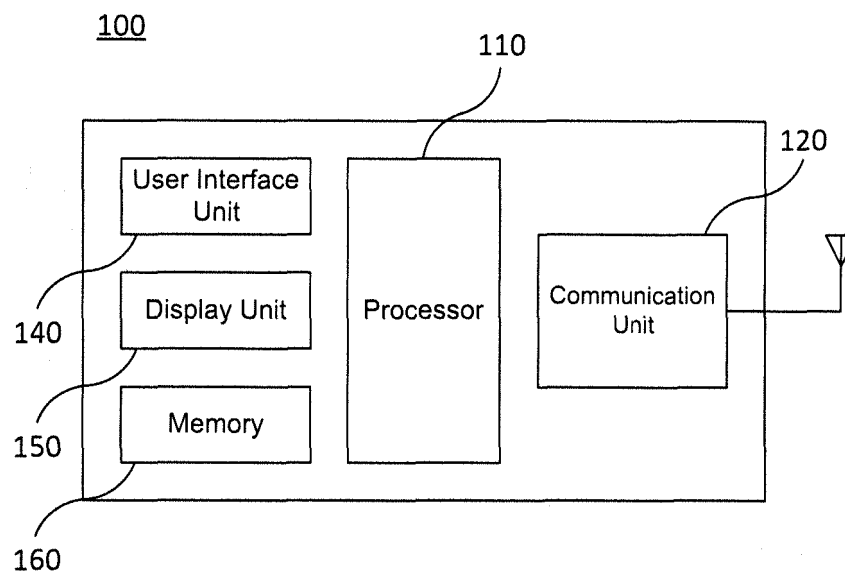 100
110
120
User Interface
Unit
140
Display Unit
150
Memory
160
Processor
Communication
Unit